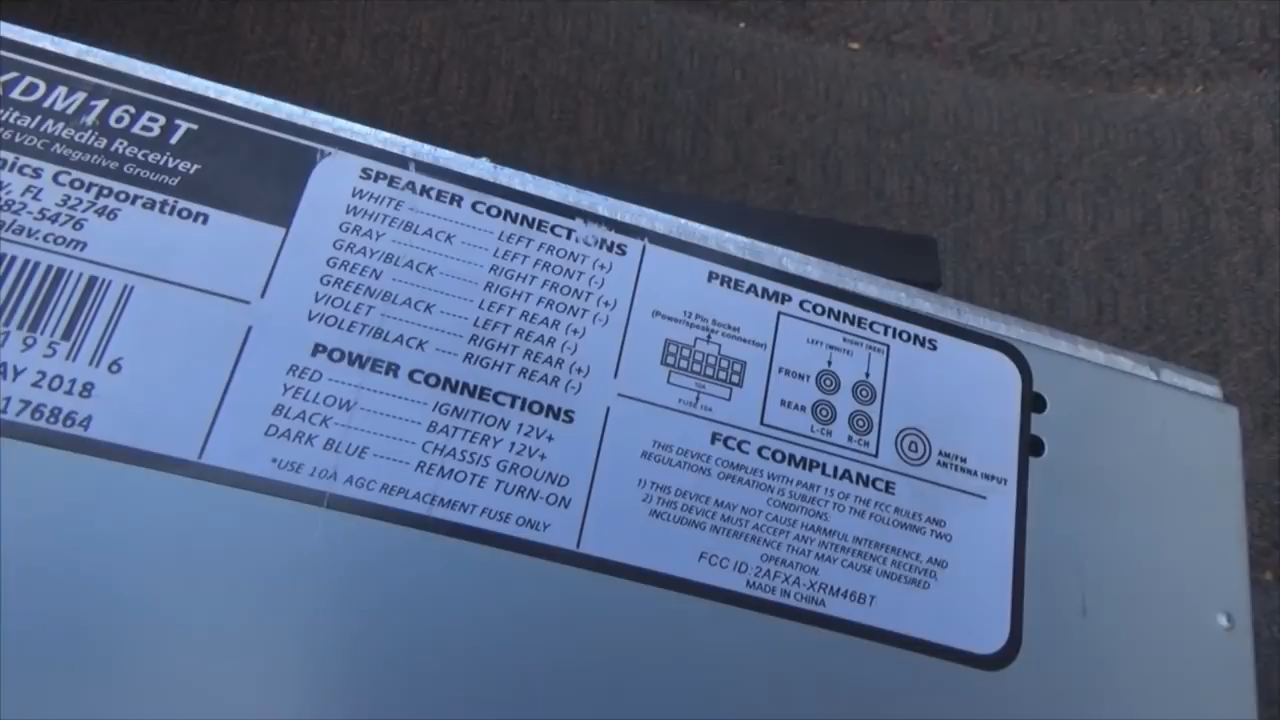 XDM16BT
ital Media Receiver
6VDC Negative Ground
nics Corporation
, FL 32746
82-5476
alav.com
195 6
AY 2018
176864
SPEAKER CONNECTIONS
WHITE ---------- LEFT FRONT (+)
WHITE/BLACK ----- LEFT FRONT (-)
GRAY ------------ RIGHT FRONT (+)
GRAY/BLACK ------ RIGHT FRONT (-)
GREEN ----------- LEFT REAR (+)
GREEN/BLACK ----- LEFT REAR (-)
VIOLET ---------- RIGHT REAR (+)
VIOLET/BLACK ---- RIGHT REAR (-)
POWER CONNECTIONS
RED -------------- IGNITION 12V+
YELLOW ----------- BATTERY 12V+
BLACK ------------ CHASSIS GROUND
DARK BLUE ----- REMOTE TURN-ON
*USE 10A AGC REPLACEMENT FUSE ONLY
PREAMP CONNECTIONS
12 Pin Socket
(Power/speaker connector)
10A
FUSE 10A
LEFT (WHITE) RIGHT (RED)
FRONT
REAR
L-CH R-CH
AM/FM
ANTENNA INPUT
FCC COMPLIANCE
THIS DEVICE COMPLIES WITH PART 15 OF THE FCC RULES AND
REGULATIONS. OPERATION IS SUBJECT TO THE FOLLOWING TWO
CONDITIONS:
1) THIS DEVICE MAY NOT CAUSE HARMFUL INTERFERENCE, AND
2) THIS DEVICE MUST ACCEPT ANY INTERFERENCE RECEIVED,
INCLUDING INTERFERENCE THAT MAY CAUSE UNDESIRED
OPERATION.
FCC ID:2AFXA-XRM46BT
MADE IN CHINA